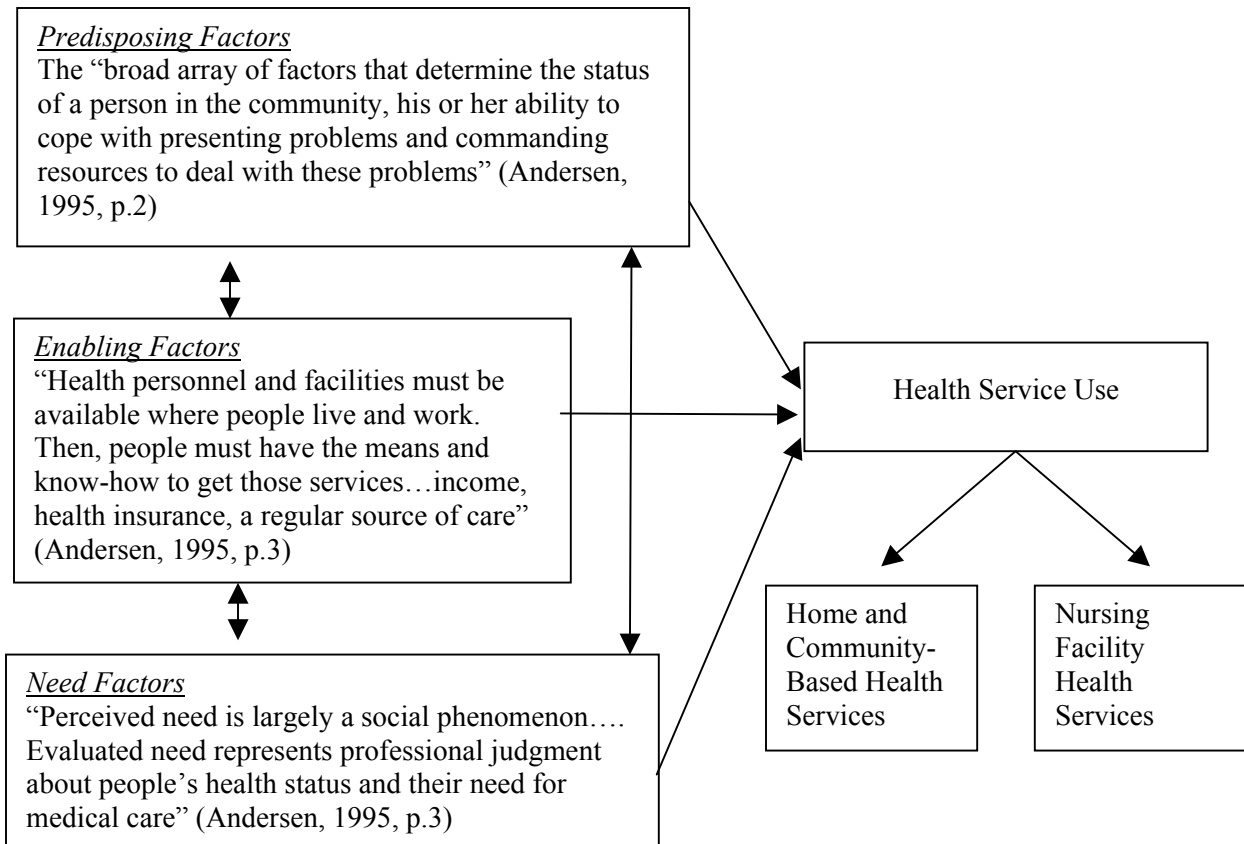 Predisposing Factors
The “broad array of factors that determine the status
of a person in the community, his or her ability to
cope with presenting problems and commanding
resources to deal with these problems” (Andersen,
1995, p.2)
Enabling Factors
“Health personnel and facilities must be
available where people live and work.
Then, people must have the means and
know-how to get those services…income,
health insurance, a regular source of care”
(Andersen, 1995, p.3)
Need Factors
“Perceived need is largely a social phenomenon….
Evaluated need represents professional judgment
about people’s health status and their need for
medical care” (Andersen, 1995, p.3)
Health Service Use
Home and
Community-
Based Health
Services
Nursing
Facility
Health
Services